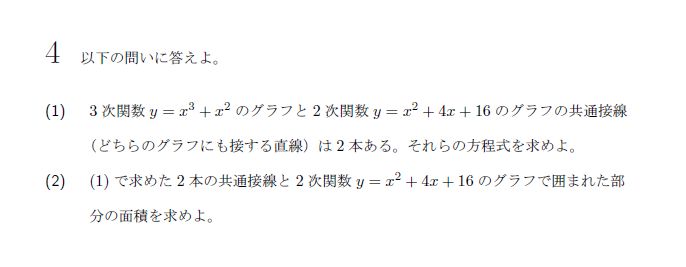 4 以下の問いに答えよ。
(1) 3 次関数 y = x³ + x² のグラフと 2 次関数 y = x² + 4x + 16 のグラフの共通接線
（どちらのグラフにも接する直線）は 2 本ある。それらの方程式を求めよ。
(2) (1) で求めた 2 本の共通接線と 2 次関数 y = x² + 4x + 16 のグラフで囲まれた部
分の面積を求めよ。